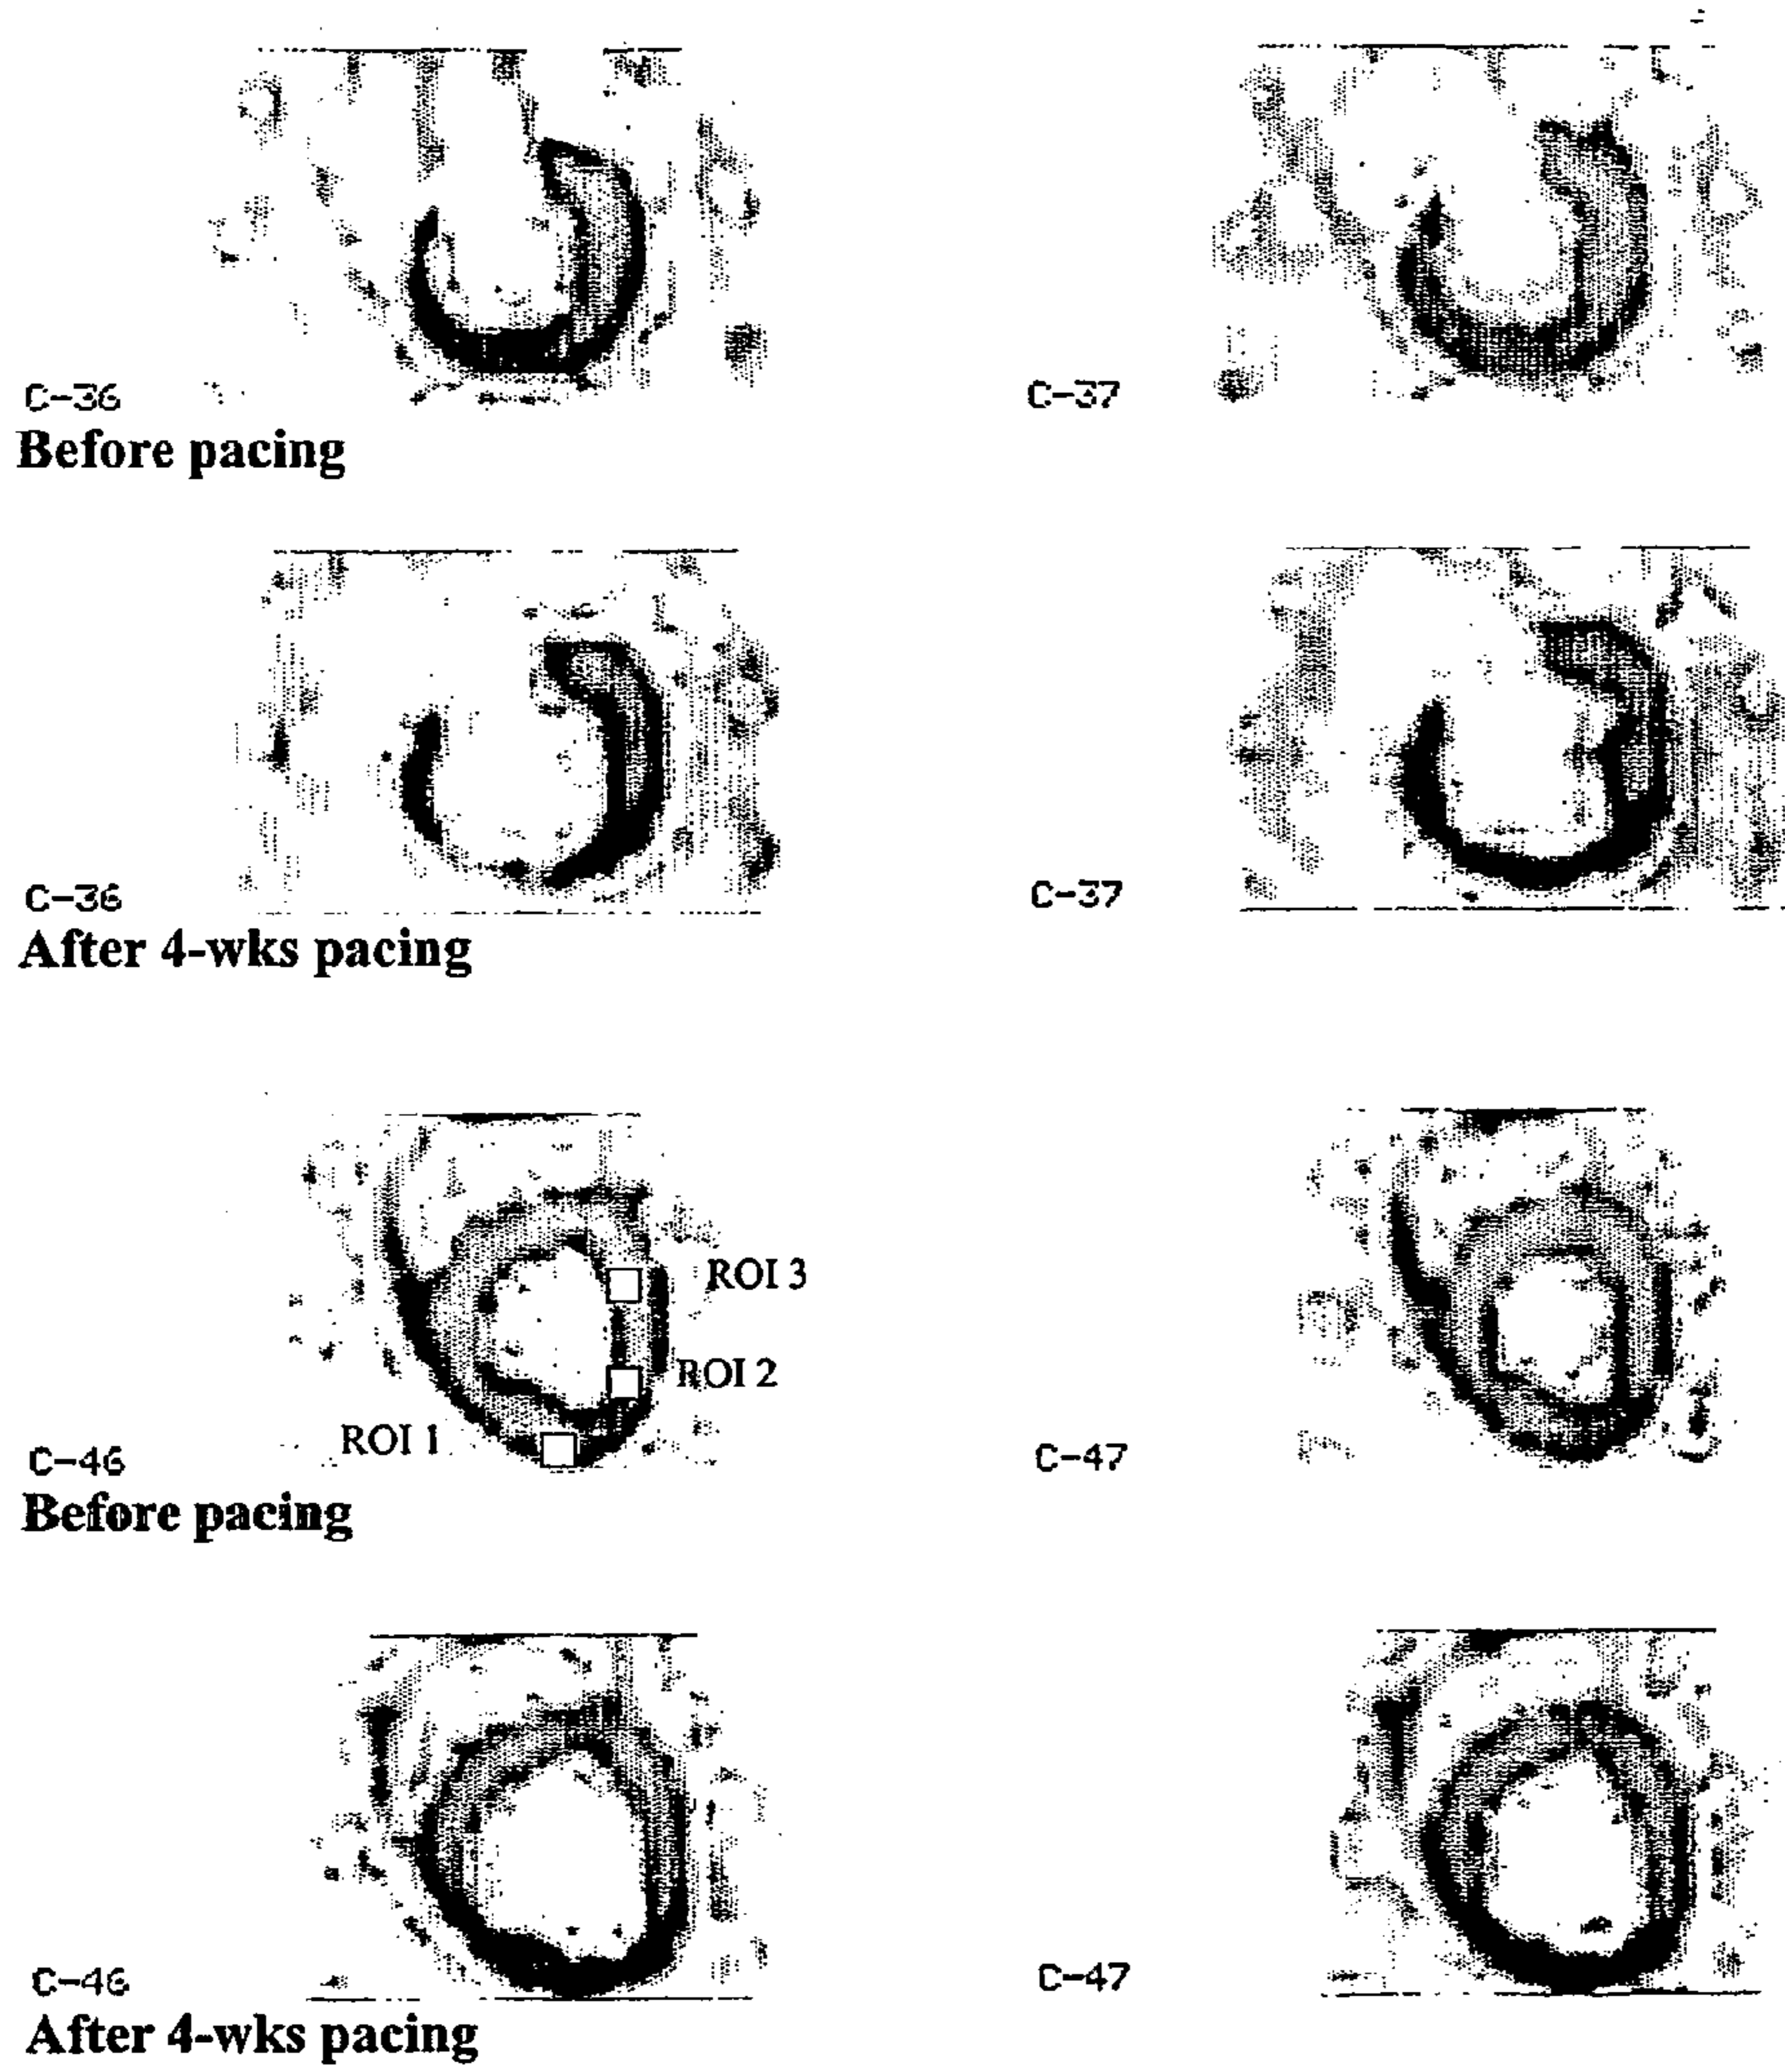 C-36
C-37
Before pacing
C-36
C-37
After 4-wks pacing
ROI 3
ROI 2
ROI 1
C-46
C-47
Before pacing
C-46
C-47
After 4-wks pacing